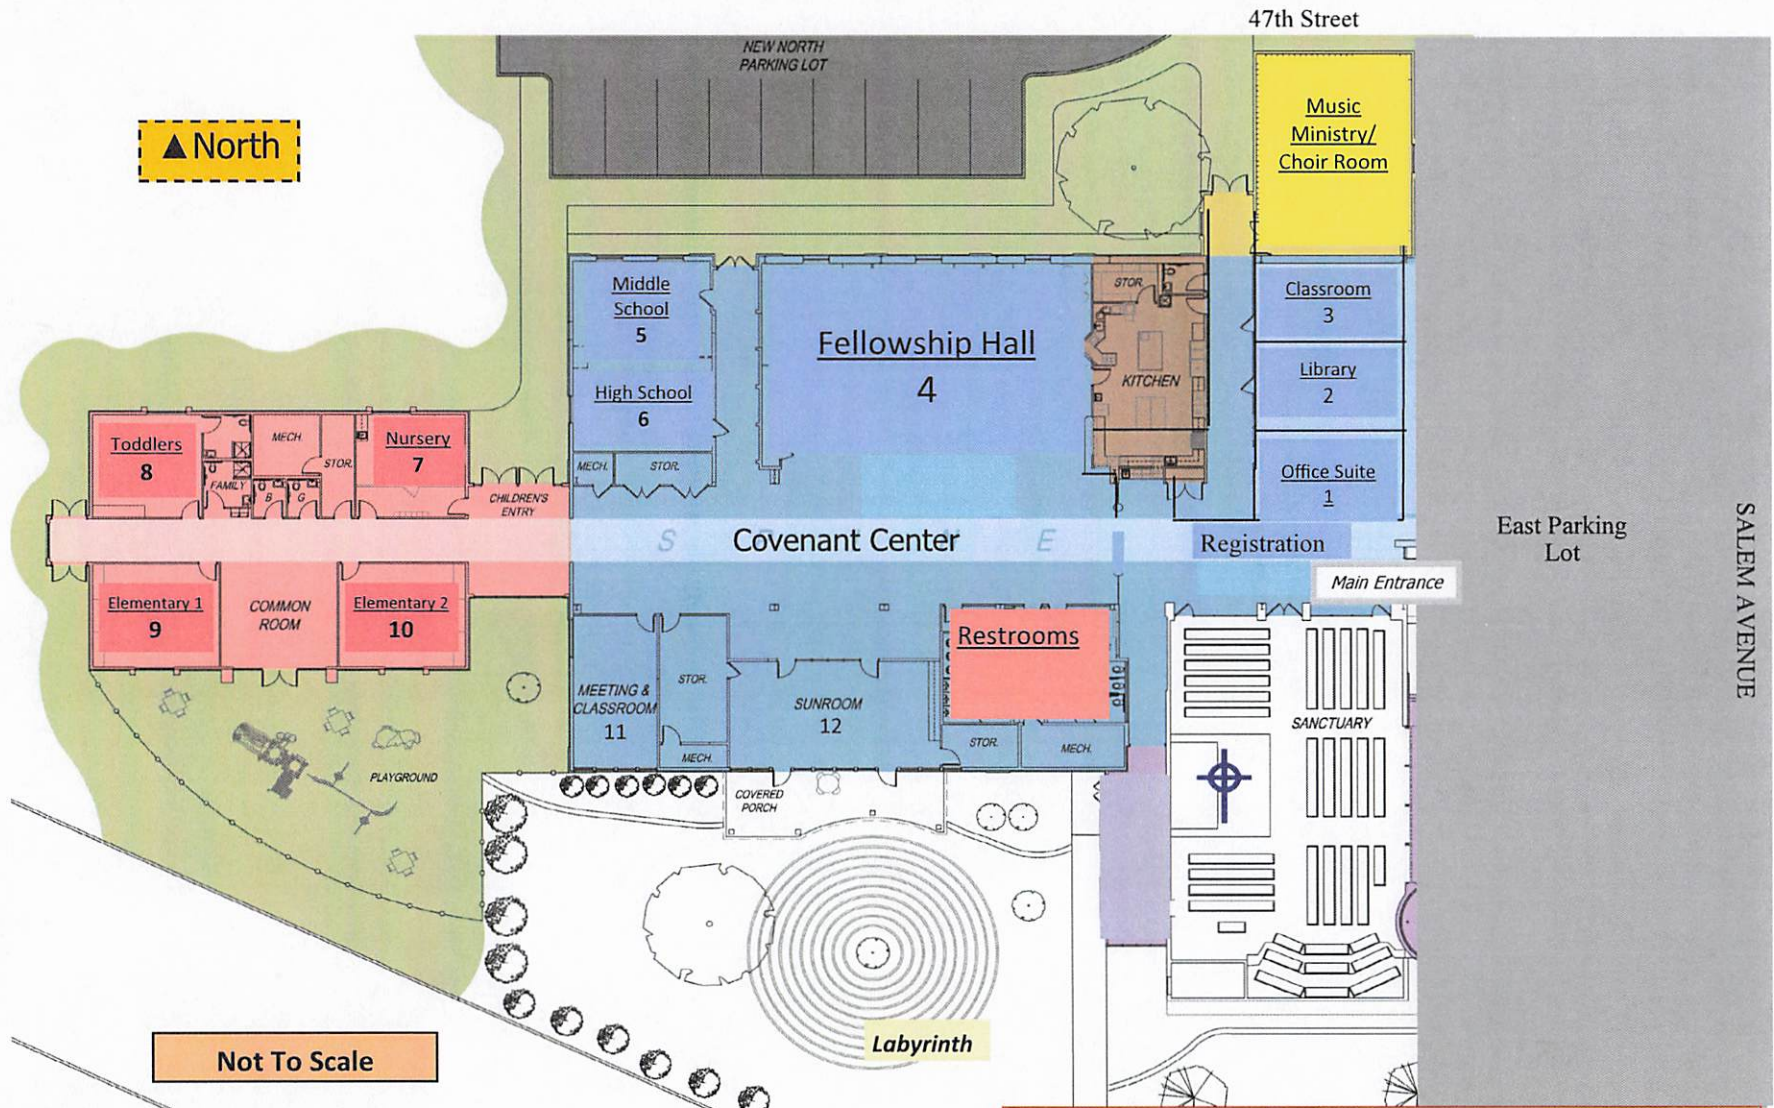 47th Street
NEW NORTH
PARKING LOT
▲North
Music
Ministry/
Choir Room
Middle
School
5
High School
6
MECH.
STOR.
Fellowship Hall
4
STOR.
KITCHEN
Classroom
3
Library
2
Office Suite
1
Toddlers
8
MECH.
STOR.
Nursery
7
FAMILY
B
G
CHILDREN'S
ENTRY
S
Covenant Center
E
Registration
Main Entrance
East Parking
Lot
SALEM AVENUE
Elementary 1
9
COMMON
ROOM
Elementary 2
10
Restrooms
MEETING &
CLASSROOM
11
STOR.
MECH.
SUNROOM
12
STOR.
MECH.
SANCTUARY
PLAYGROUND
COVERED
PORCH
Labyrinth
Not To Scale